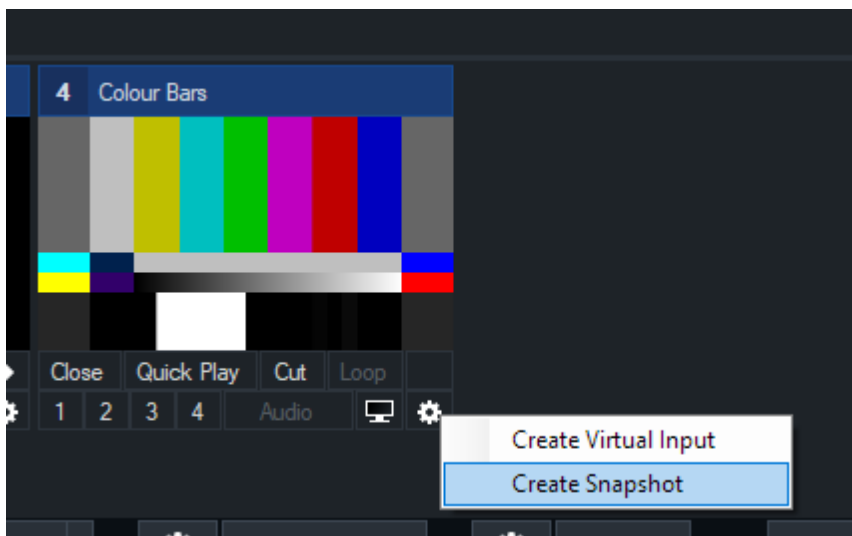 4 Colour Bars
Close Quick Play Cut Loop
1 2 3 4 Audio
Create Virtual Input
Create Snapshot